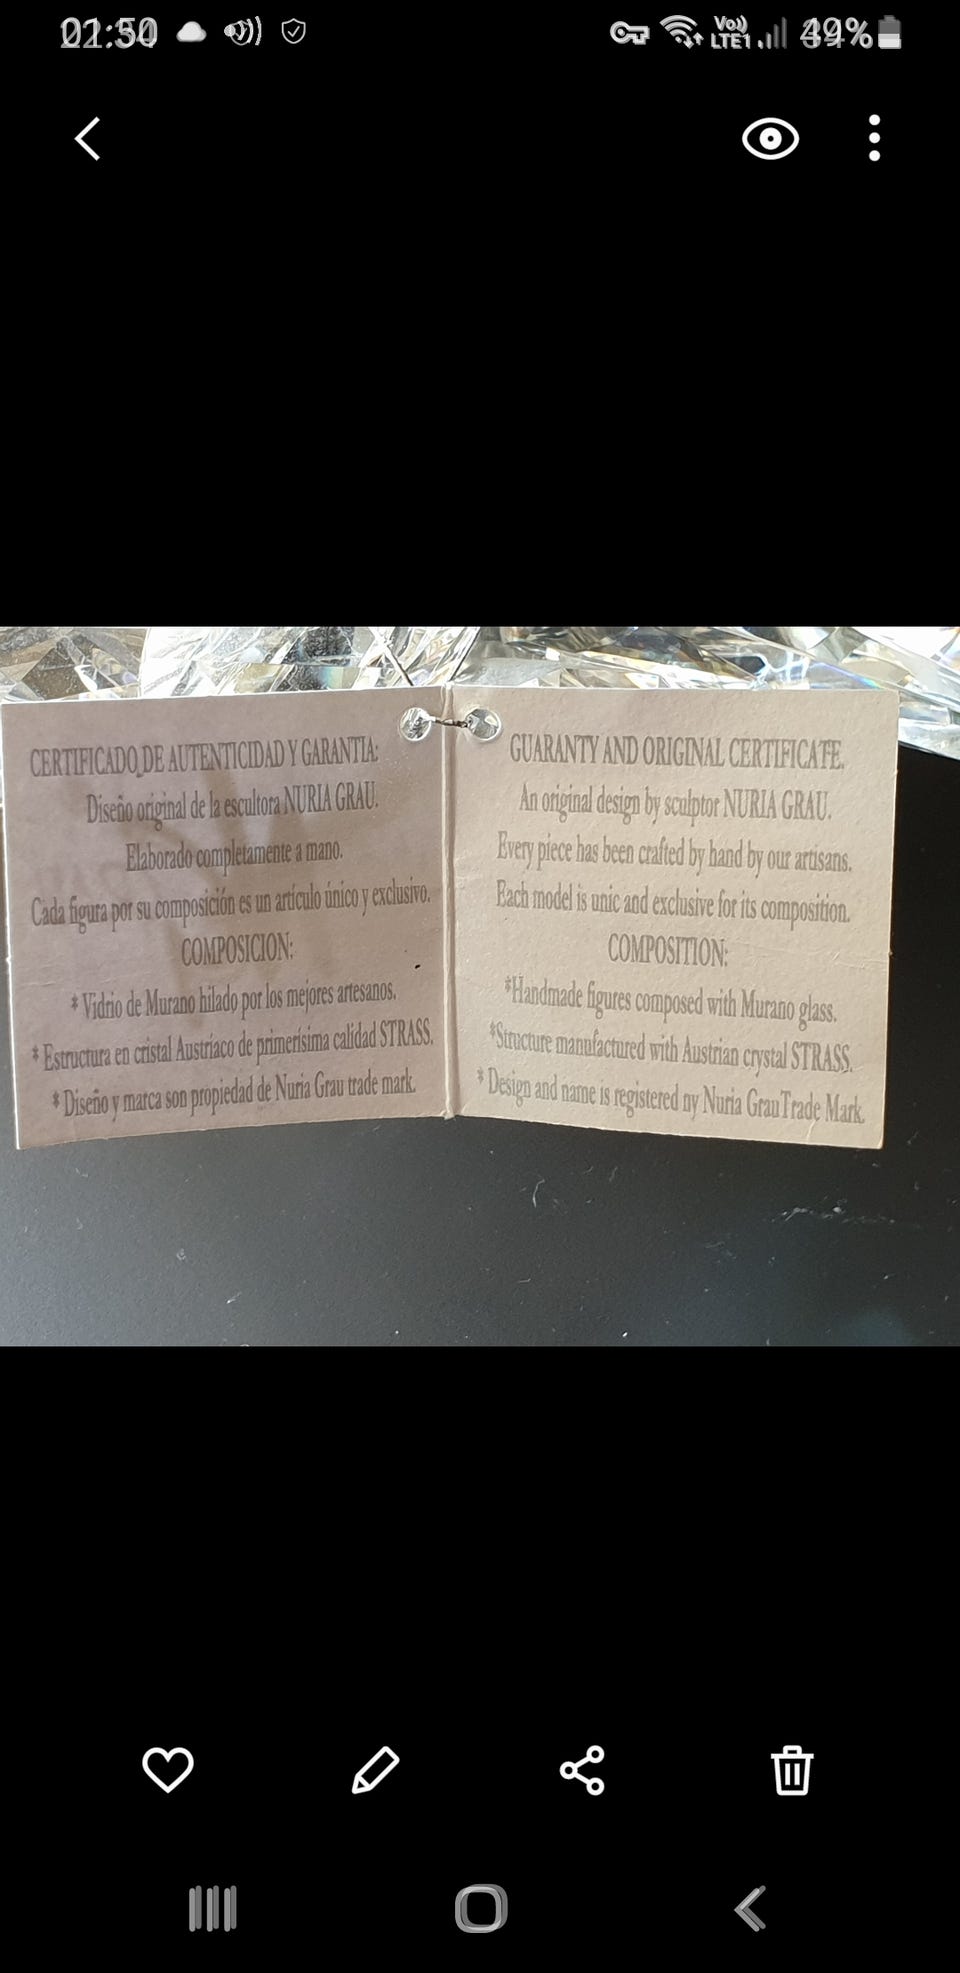 CERTIFICADO DE AUTENTICIDAD Y GARANTIA:
Diseño original de la escultora NURIA GRAU.
Elaborado completamente a mano.
Cada figura por su composición es un artículo único y exclusivo.
COMPOSICION:
* Vidrio de Murano hilado por los mejores artesanos.
* Estructura en cristal Austríaco de primerísima calidad STRASS.
* Diseño y marca son propiedad de Nuria Grau trade mark.
GUARANTY AND ORIGINAL CERTIFICATE.
An original design by sculptor NURIA GRAU.
Every piece has been crafted by hand by our artisans.
Each model is unic and exclusive for its composition.
COMPOSITION:
*Handmade figures composed with Murano glass.
*Structure manufactured with Austrian crystal STRASS.
* Design and name is registered ny Nuria Grau Trade Mark.